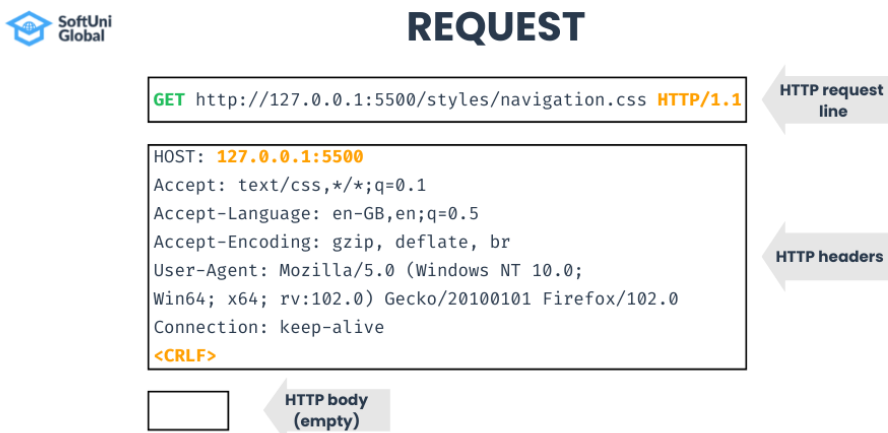 SoftUni
Global
REQUEST
GET http://127.0.0.1:5500/styles/navigation.css HTTP/1.1
HTTP request
line
HOST: 127.0.0.1:5500
Accept: text/css,*/*;q=0.1
Accept-Language: en-GB,en;q=0.5
Accept-Encoding: gzip, deflate, br
User-Agent: Mozilla/5.0 (Windows NT 10.0;
Win64; x64; rv:102.0) Gecko/20100101 Firefox/102.0
Connection: keep-alive
<CRLF>
HTTP headers
HTTP body
(empty)